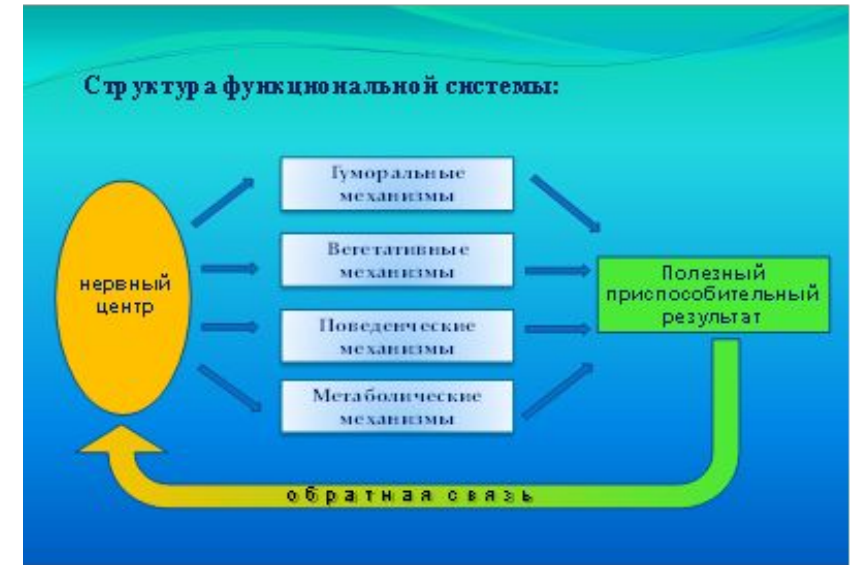 Структура функциональной системы:
Гуморальные
механизмы
Вегетативные
механизмы
нервный
центр
Поведенческие
механизмы
Метаболические
механизмы
Полезный
приспособительный
результат
обратная связь